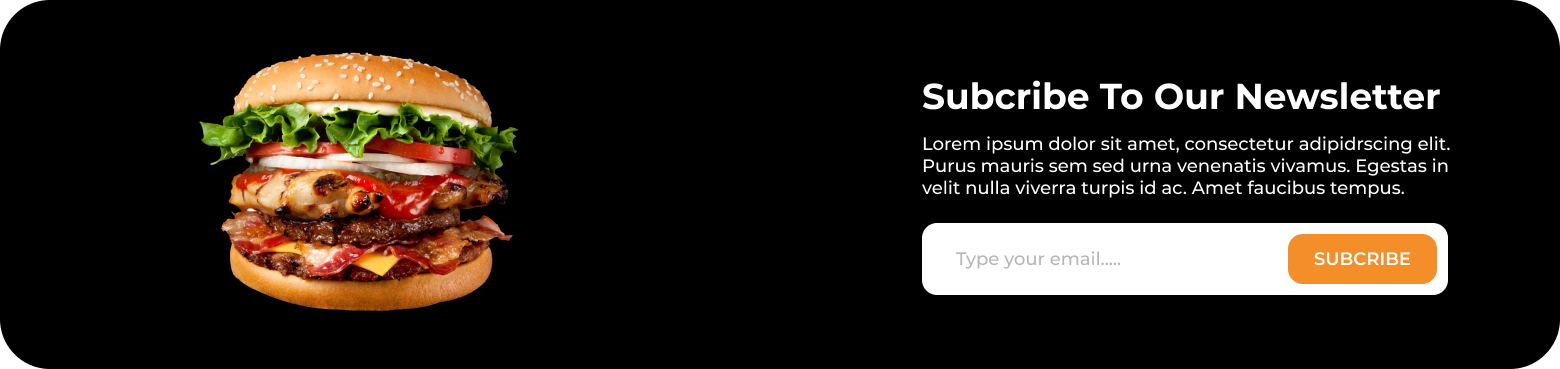 Subcribe To Our Newsletter
Lorem ipsum dolor sit amet, consectetur adipidrscing elit.
Purus mauris sem sed urna venenatis vivamus. Egestas in
velit nulla viverra turpis id ac. Amet faucibus tempus.
Type your email.....
SUBCRIBE